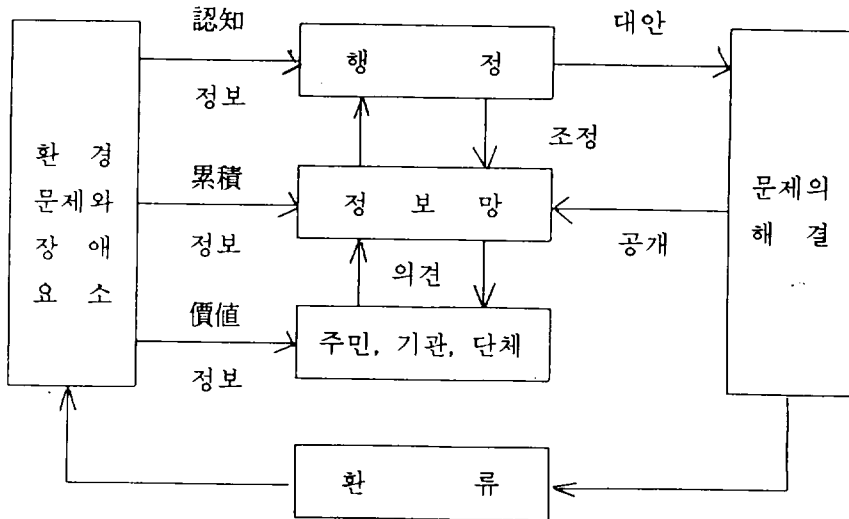 認知
정보
행 정
대안
조정
환 경
문제와
장 애
요 소
累積
정보
정 보 망
공개
문제의
해 결
의견
價値
정보
주민, 기관, 단체
환 류